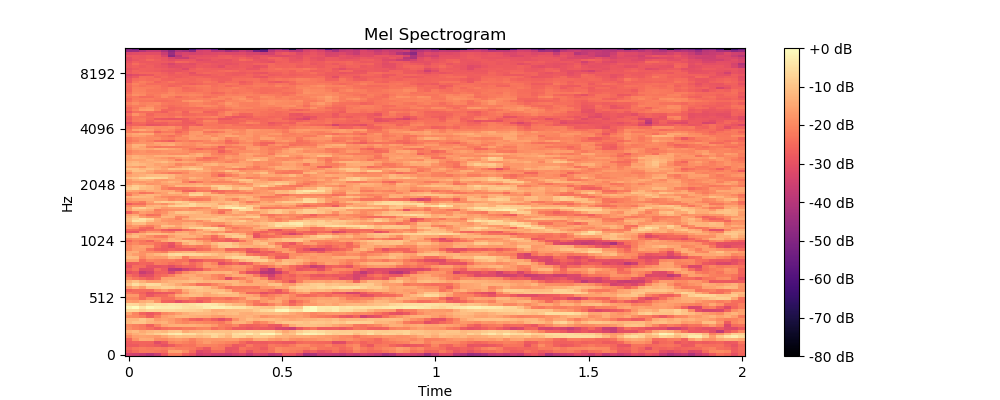 Mel Spectrogram
Hz
8192
4096
2048
1024
512
0
0
0.5
1
1.5
2
Time
+0 dB
-10 dB
-20 dB
-30 dB
-40 dB
-50 dB
-60 dB
-70 dB
-80 dB